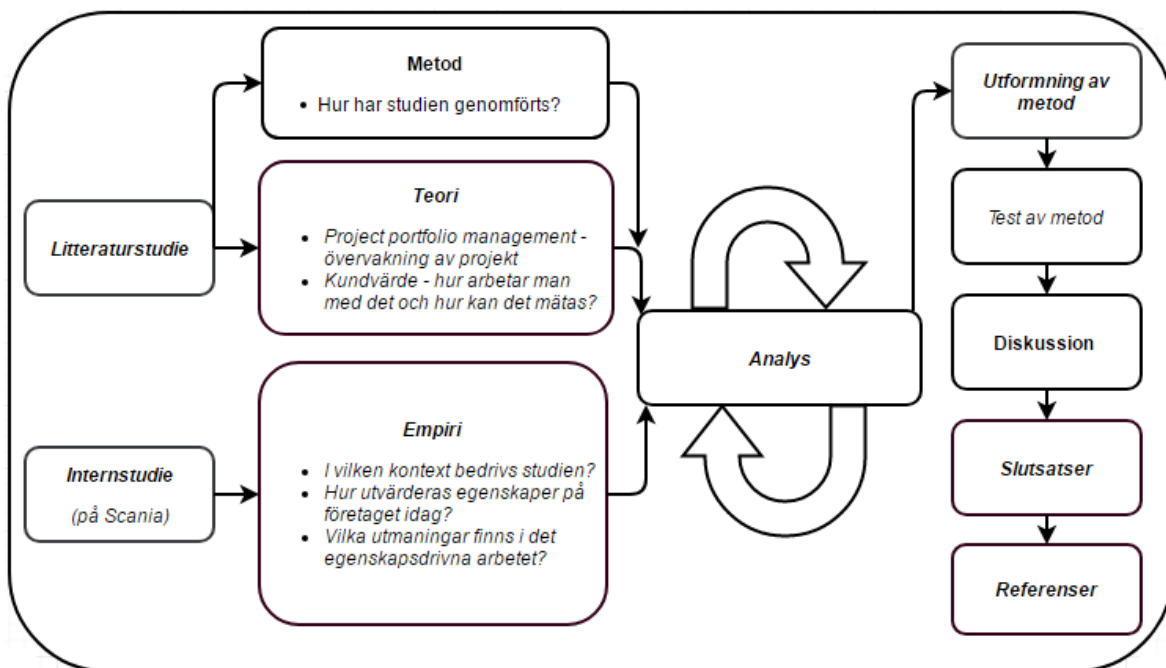 Litteraturstudie
Metod
• Hur har studien genomförts?
Teori
• Project portfolio management -
övervakning av projekt
• Kundvärde - hur arbetar man
med det och hur kan det mätas?
Internstudie
(på Scania)
Empiri
• I vilken kontext bedrivs studien?
• Hur utvärderas egenskaper på
företaget idag?
• Vilka utmaningar finns i det
egenskapsdrivna arbetet?
Analys
Utformning av
metod
Test av metod
Diskussion
Slutsatser
Referenser